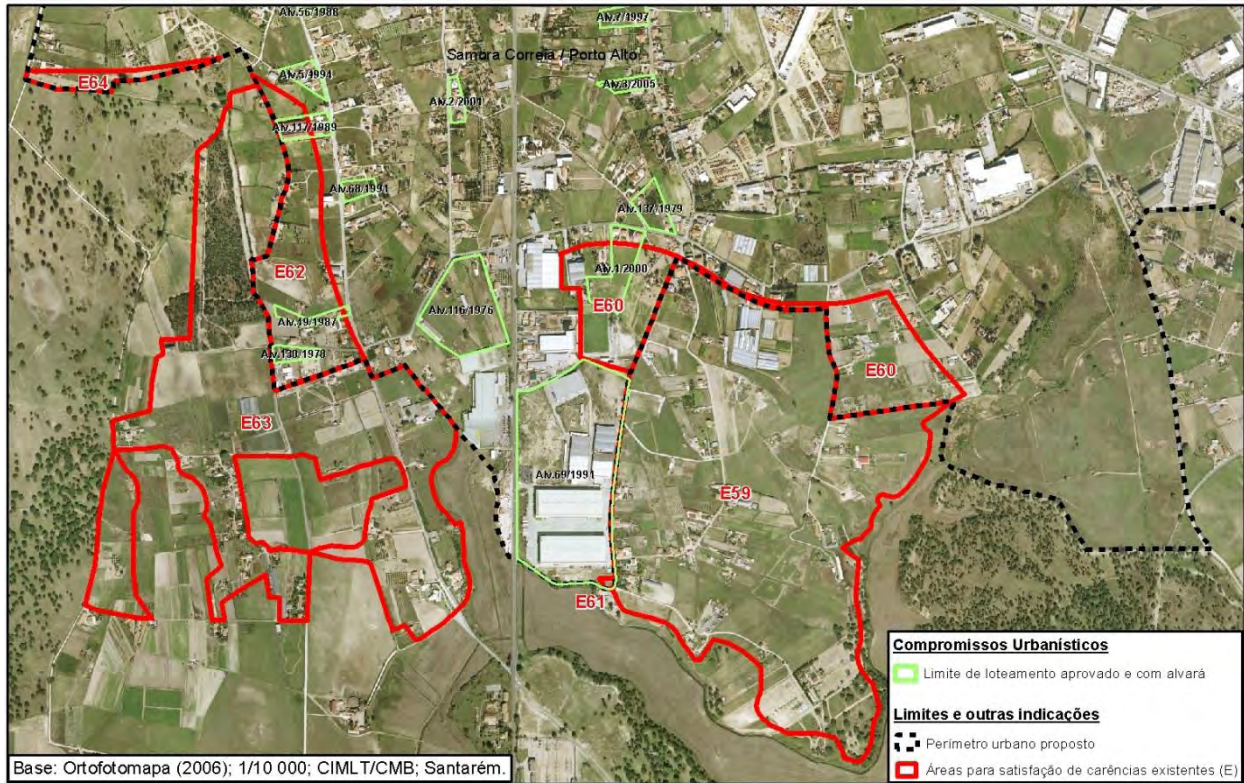 Alv.56/1988
Alv.7/1997
Samora Correia / Porto Alto
E64
Alv.5/1994
Alv.2/2001
Alv.3/2005
Alv.117/1989
Alv.68/1991
Alv.137/1979
E62
Alv.1/2000
E60
Alv.116/1976
Alv.19/1987
Alv.130/1978
E60
E63
Alv.69/1991
E59
E61
Compromissos Urbanísticos
Limite de loteamento aprovado e com alvará
Limites e outras indicações
Perímetro urbano proposto
Áreas para satisfação de carências existentes (E)
Base: Ortofotomapa (2006); 1/10 000; CIMLT/CMB; Santarém.